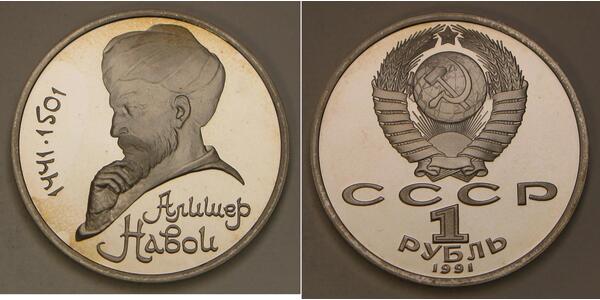 1441·1501
Алишер
Навои
СССР
1
РУБЛЬ
1991